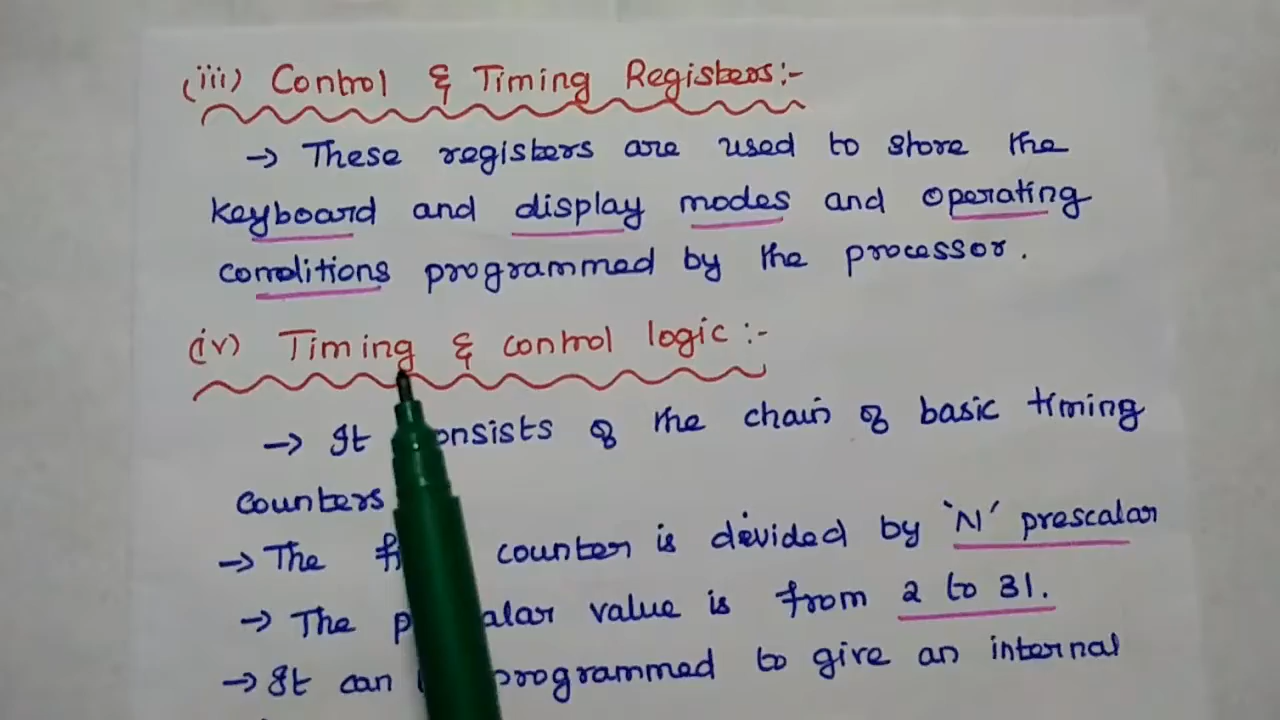 (iii) Control & Timing Registers:-
→ These registers are used to store the
keyboard and display modes and operating
conditions programmed by the processor.
(iv) Timing & control logic:-
→ It consists of the chain of basic timing
counters
→ The counter is devided by 'N' prescalar
→ The value is from 2 to 31.
→ It can programmed to give an internal